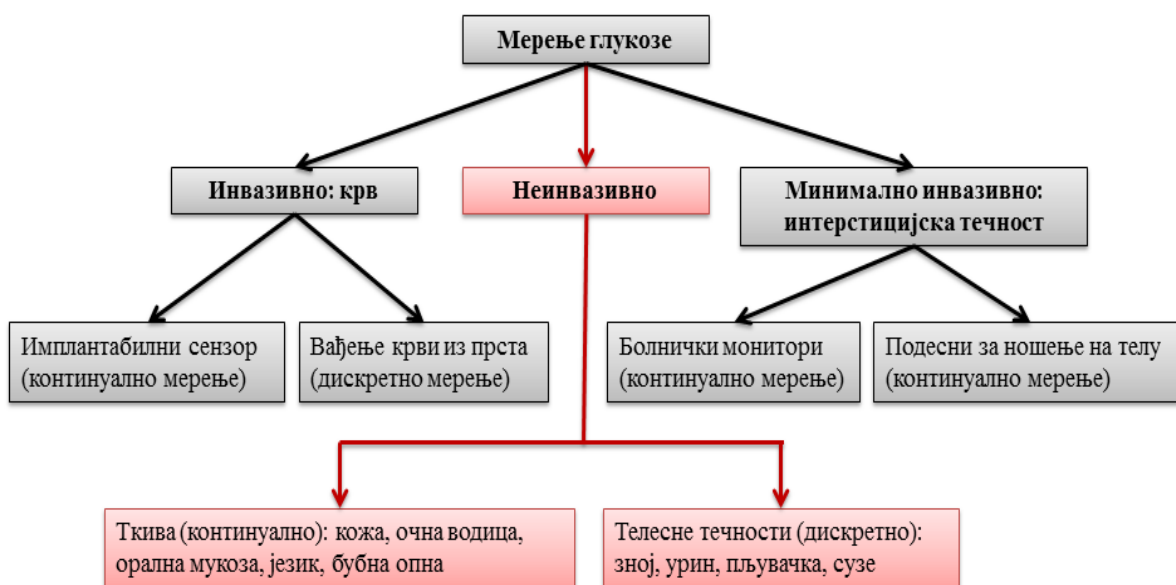 Мерење глукозе
Инвазивно: крв
Неинвазивно
Минимално инвазивно:
интерстицијска течност
Имплантабилни сензор
(континуално мерење)
Вађење крви из прста
(дискретно мерење)
Болнички монитори
(континуално мерење)
Подесни за ношење на телу
(континуално мерење)
Ткива (континуално): кожа, очна водица,
орална мукоза, језик, бубна опна
Телесне течности (дискретно):
зној, урин, пљувачка, сузе